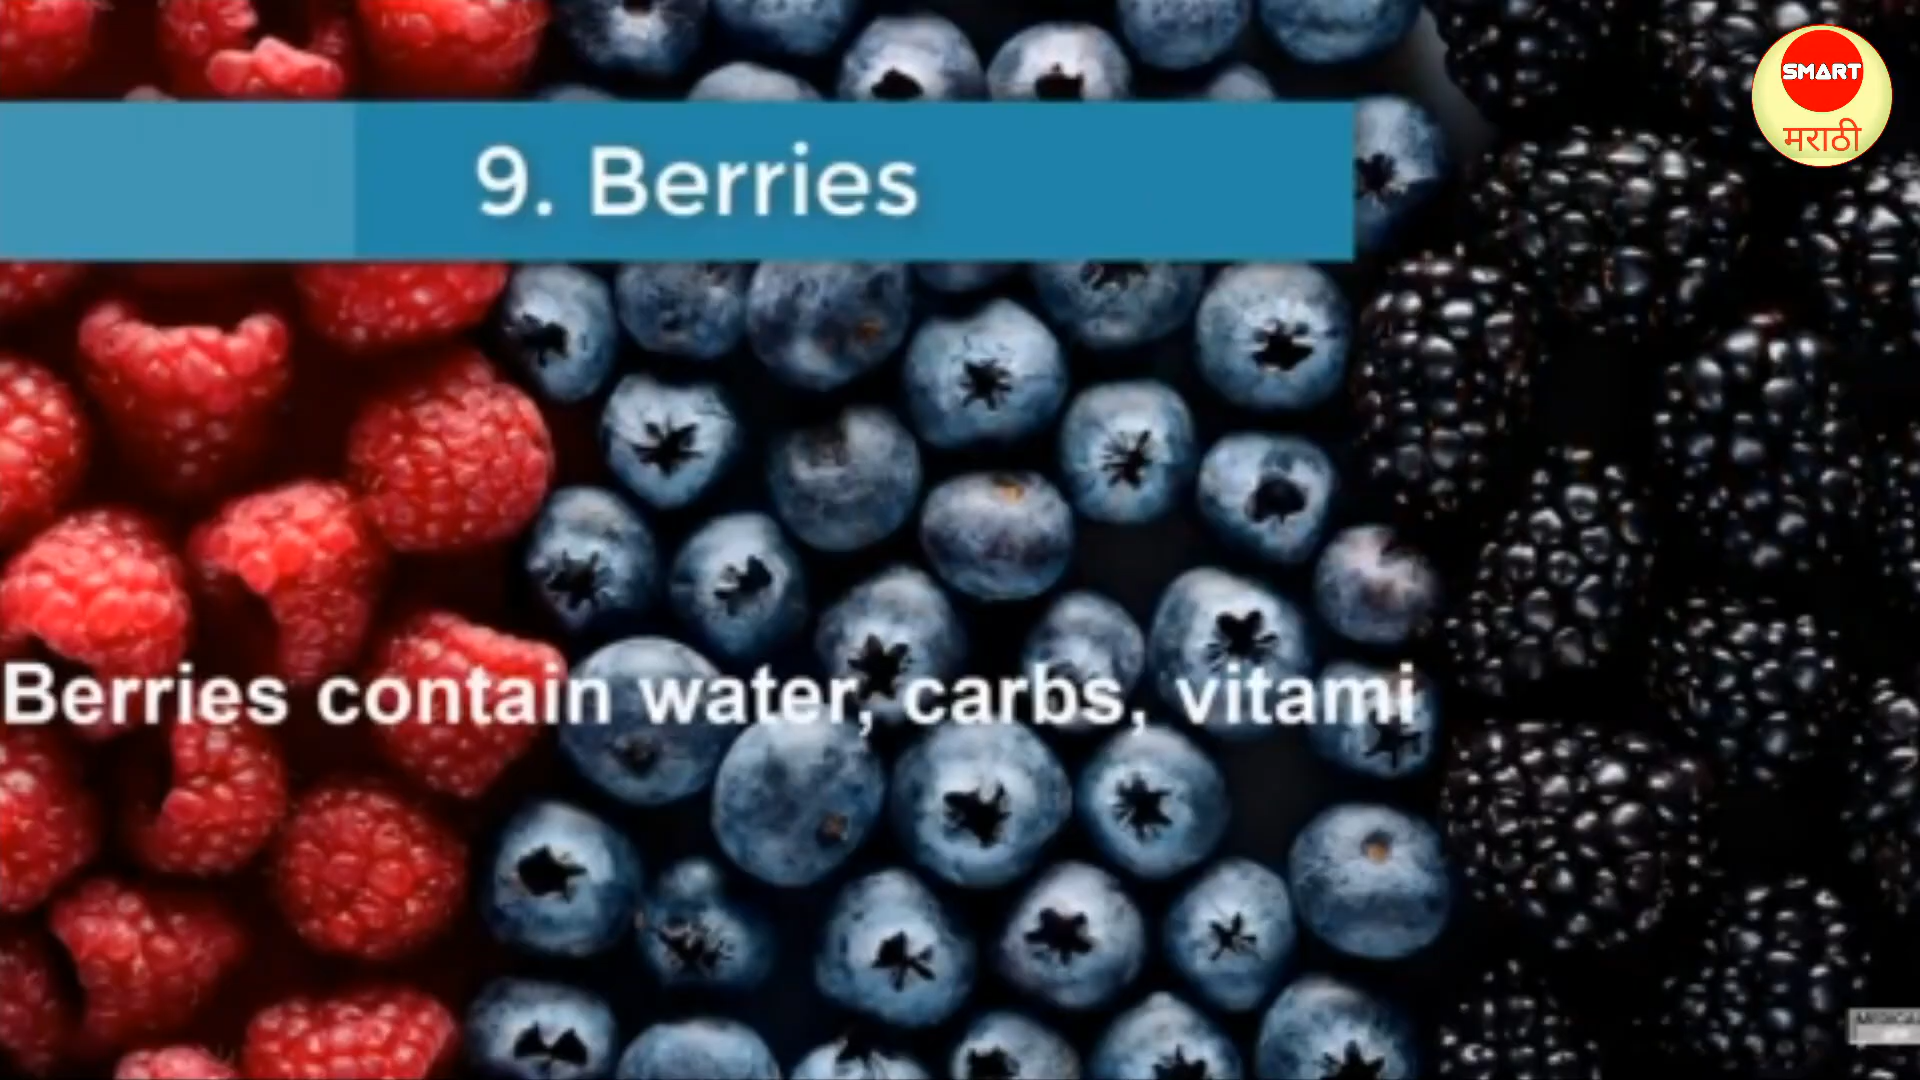 SMART
मराठी
9. Berries
Berries contain water, carbs, vitami